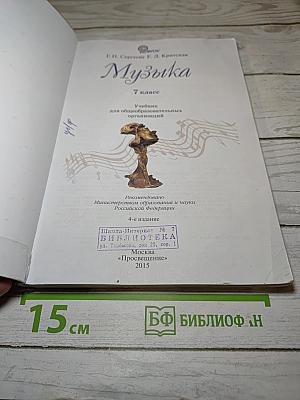 Г. П. Сергеева Е. Д. Критская
Музыка
7 класс
Учебник
для общеобразовательных
организаций
Рекомендовано
Министерством образования и науки
Российской Федерации
4-е издание
Школа-Интернат № 7
БИБЛИОТЕКА
Москва
«Просвещение»
2015
15 см
БФ БИБЛИОФАН